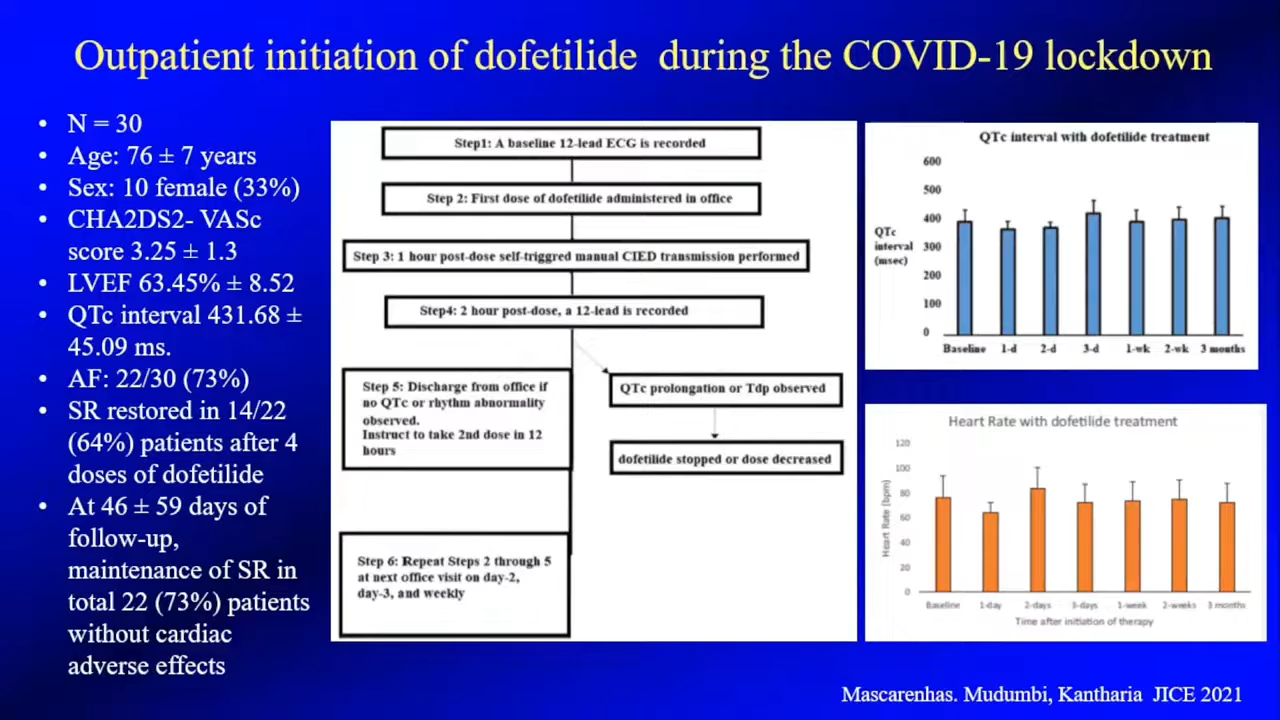 Outpatient initiation of dofetilide during the COVID-19 lockdown
• N = 30
• Age: 76 ± 7 years
• Sex: 10 female (33%)
• CHA2DS2- VASc
score 3.25 ± 1.3
• LVEF 63.45% ± 8.52
• QTc interval 431.68 ±
45.09 ms.
• AF: 22/30 (73%)
• SR restored in 14/22
(64%) patients after 4
doses of dofetilide
• At 46 ± 59 days of
follow-up,
maintenance of SR in
total 22 (73%) patients
without cardiac
adverse effects
Step1: A baseline 12-lead ECG is recorded
Step 2: First dose of dofetilide administered in office
Step 3: 1 hour post-dose self-triggred manual CIED transmission performed
Step4: 2 hour post-dose, a 12-lead is recorded
Step 5: Discharge from office if
no QTc or rhythm abnormality
observed.
Instruct to take 2nd dose in 12
hours
QTc prolongation or Tdp observed
dofetilide stopped or dose decreased
Step 6: Repeat Steps 2 through 5
at next office visit on day-2,
day-3, and weekly
QTc interval with dofetilide treatment
600
500
400
300
200
100
0
QTc
interval
(msec)
Baseline 1-d 2-d 3-d 1-wk 2-wk 3 months
Heart Rate with dofetilide treatment
120
100
80
60
40
20
0
Heart Rate (bpm)
Baseline 1-day 2-days 3-days 1-week 2-weeks 3 months
Time after initiation of therapy
Mascarenhas. Mudumbi, Kantharia JICE 2021